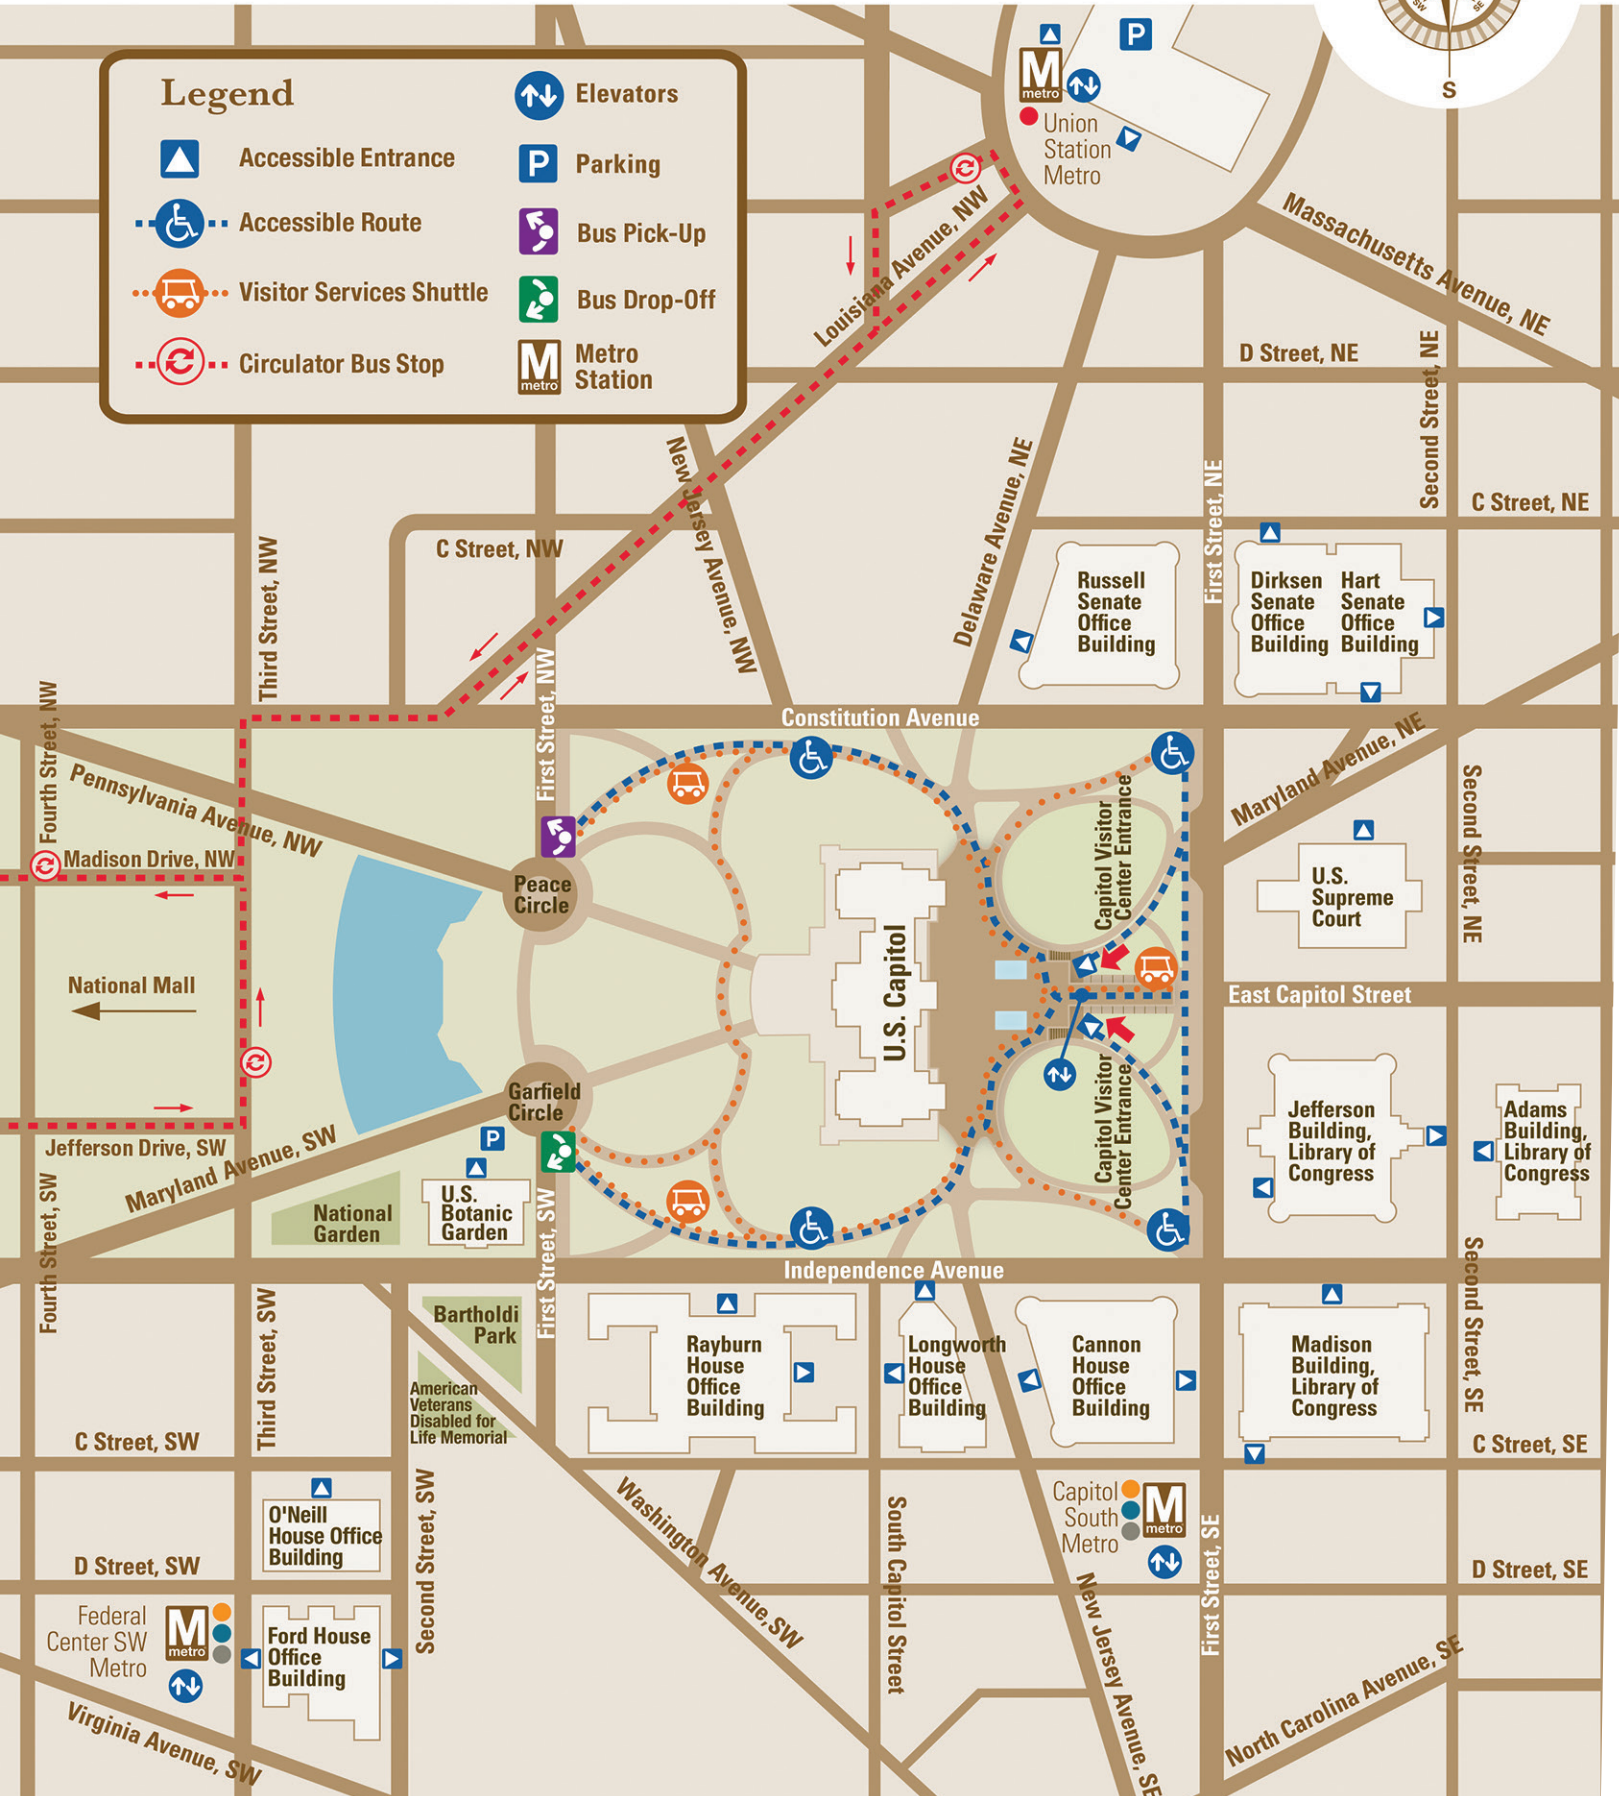 SW
SE
S
Legend
Accessible Entrance
Accessible Route
Visitor Services Shuttle
Circulator Bus Stop
Elevators
P
Parking
Bus Pick-Up
Bus Drop-Off
M
metro
Metro
Station
P
M
metro
Union
Station
Metro
Louisiana Avenue, NW
Massachusetts Avenue, NE
D Street, NE
Second Street, NE
C Street, NE
First Street, NE
Delaware Avenue, NE
New Jersey Avenue, NW
C Street, NW
Third Street, NW
First Street, NW
Fourth Street, NW
Russell
Senate
Office
Building
Dirksen
Senate
Office
Building
Hart
Senate
Office
Building
Constitution Avenue
Pennsylvania Avenue, NW
Madison Drive, NW
Maryland Avenue, NE
Second Street, NE
Peace
Circle
Capitol Visitor
Center Entrance
U.S.
Supreme
Court
National Mall
U.S. Capitol
East Capitol Street
Garfield
Circle
Capitol Visitor
Center Entrance
Jefferson
Building,
Library of
Congress
Adams
Building,
Library of
Congress
Jefferson Drive, SW
Maryland Avenue, SW
P
U.S.
Botanic
Garden
National
Garden
Fourth Street, SW
First Street, SW
Independence Avenue
Second Street, SE
Third Street, SW
Bartholdi
Park
American
Veterans
Disabled for
Life Memorial
Rayburn
House
Office
Building
Longworth
House
Office
Building
Cannon
House
Office
Building
Madison
Building,
Library of
Congress
C Street, SW
C Street, SE
Second Street, SW
Washington Avenue, SW
South Capitol Street
Capitol
South
Metro
M
metro
First Street, SE
New Jersey Avenue, SE
O'Neill
House Office
Building
D Street, SW
D Street, SE
Federal
Center SW
Metro
M
metro
Ford House
Office
Building
Virginia Avenue, SW
North Carolina Avenue, SE